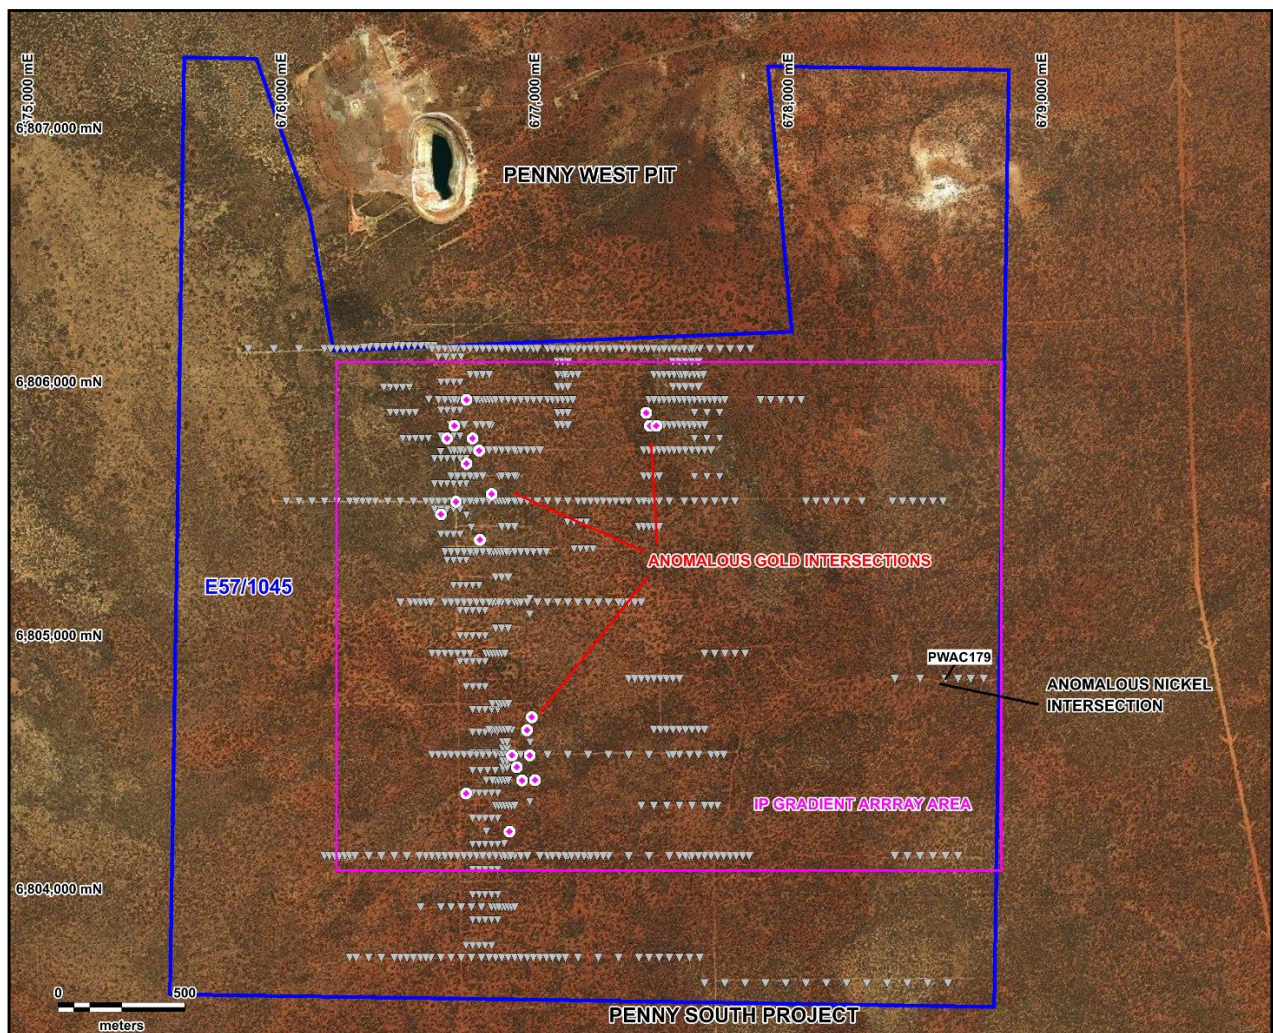 675,000 mE
676,000 mE
677,000 mE
678,000 mE
679,000 mE
6,807,000 mN
PENNY WEST PIT
6,806,000 mN
ANOMALOUS GOLD INTERSECTIONS
E57/1045
6,805,000 mN
PWAC179
ANOMALOUS NICKEL
INTERSECTION
IP GRADIENT ARRRAY AREA
6,804,000 mN
0 500
meters
PENNY SOUTH PROJECT